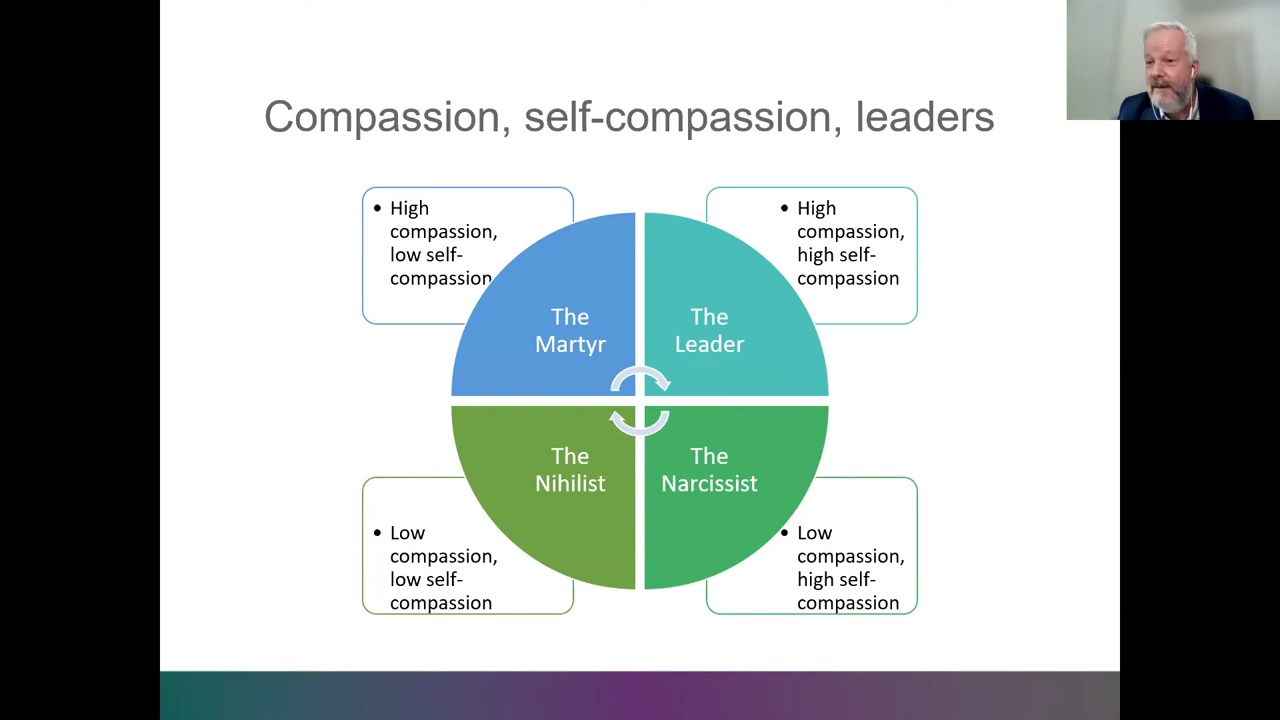 Compassion, self-compassion, leaders
• High
compassion,
low self-
compassion
• High
compassion,
high self-
compassion
The
Martyr
The
Leader
The
Nihilist
The
Narcissist
• Low
compassion,
low self-
compassion
• Low
compassion,
high self-
compassion